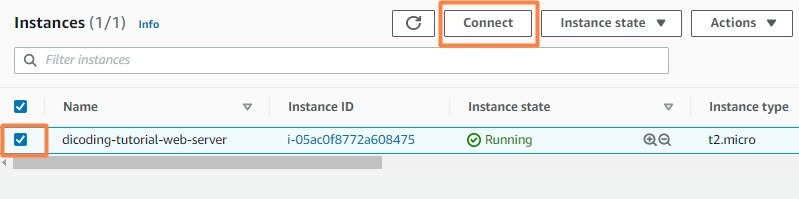 Instances (1/1) Info Connect Instance state Actions
Filter instances
Name Instance ID Instance state Instance type
dicoding-tutorial-web-server i-05ac0f8772a608475 Running t2.micro